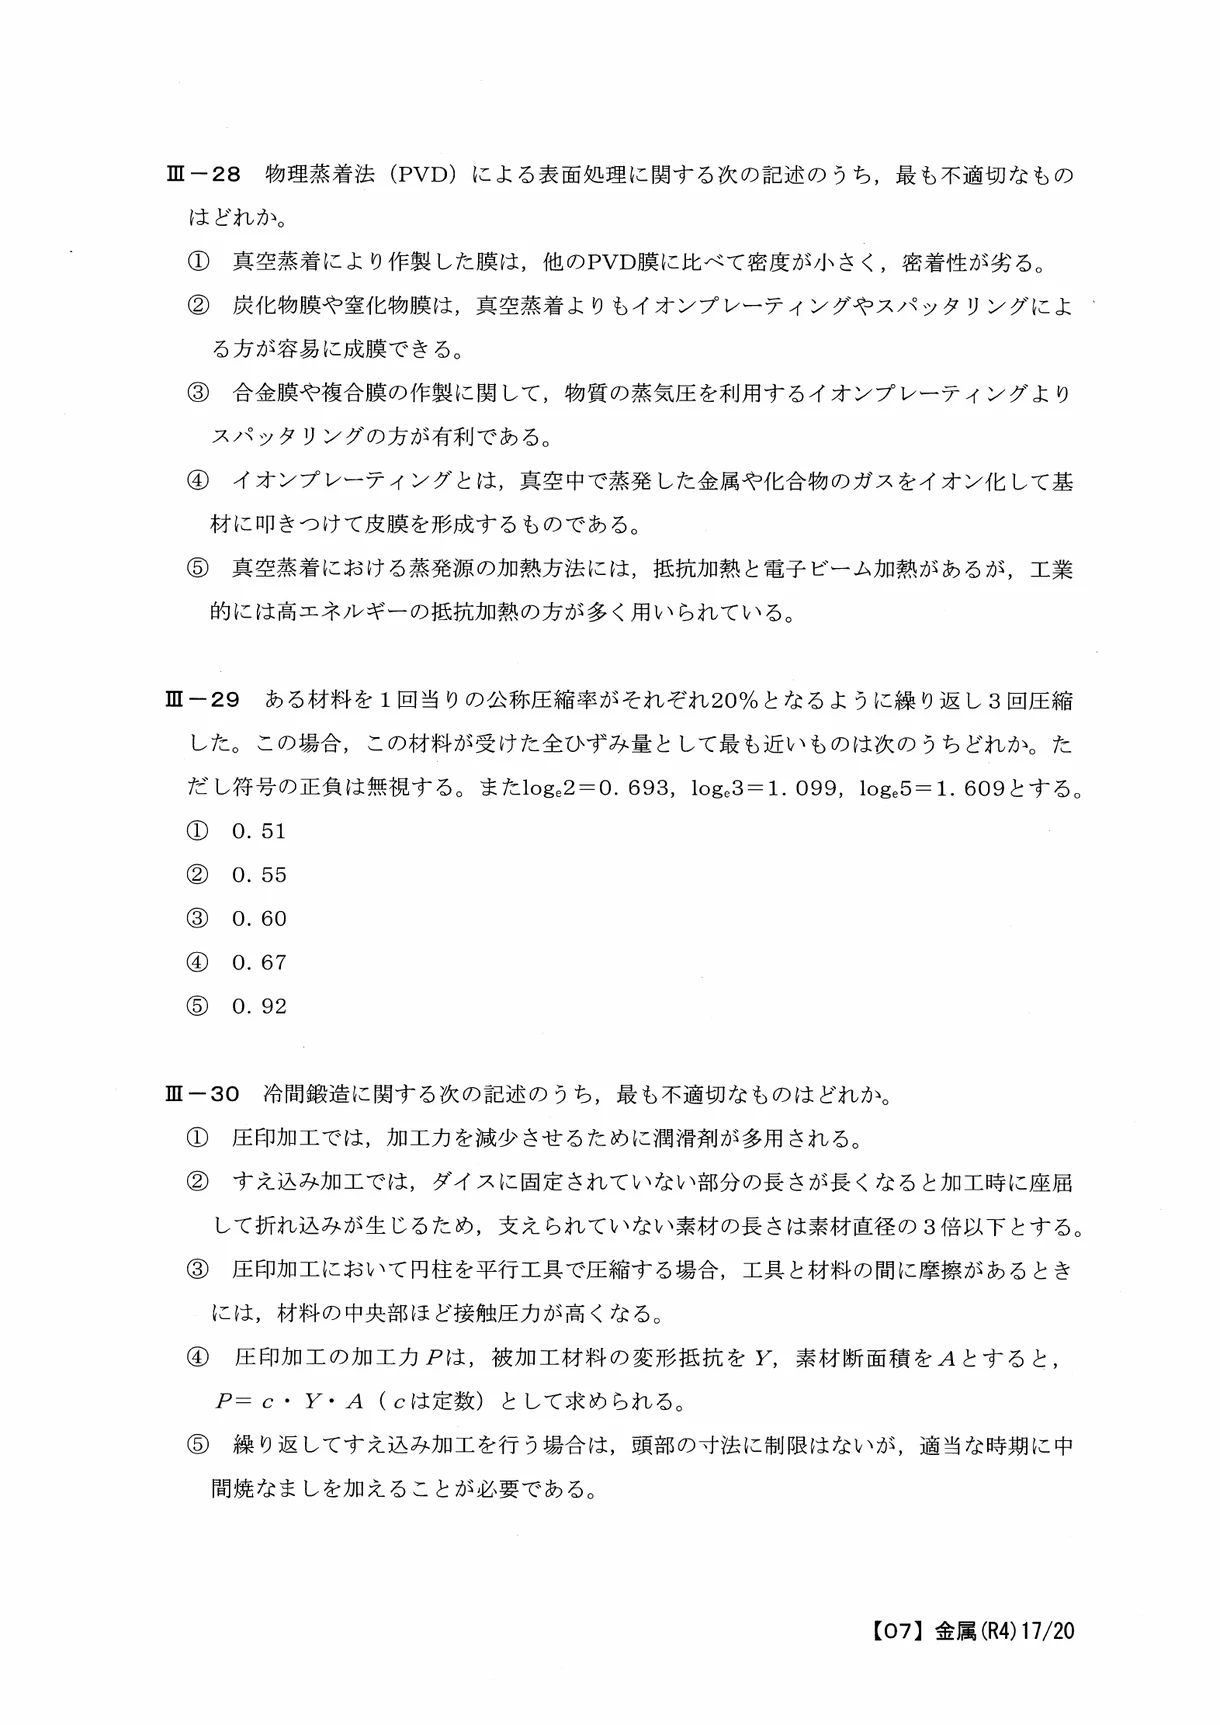 Ⅲ－28　物理蒸着法（PVD）による表面処理に関する次の記述のうち，最も不適切なもの
はどれか。
①　真空蒸着により作製した膜は，他のPVD膜に比べて密度が小さく，密着性が劣る。
②　炭化物膜や窒化物膜は，真空蒸着よりもイオンプレーティングやスパッタリングによ
る方が容易に成膜できる。
③　合金膜や複合膜の作製に関して，物質の蒸気圧を利用するイオンプレーティングより
スパッタリングの方が有利である。
④　イオンプレーティングとは，真空中で蒸発した金属や化合物のガスをイオン化して基
材に叩きつけて皮膜を形成するものである。
⑤　真空蒸着における蒸発源の加熱方法には，抵抗加熱と電子ビーム加熱があるが，工業
的には高エネルギーの抵抗加熱の方が多く用いられている。
Ⅲ－29　ある材料を１回当りの公称圧縮率がそれぞれ20％となるように繰り返し３回圧縮
した。この場合，この材料が受けた全ひずみ量として最も近いものは次のうちどれか。た
だし符号の正負は無視する。またlogₑ2＝0. 693，logₑ3＝1. 099，logₑ5＝1. 609とする。
①　0. 51
②　0. 55
③　0. 60
④　0. 67
⑤　0. 92
Ⅲ－30　冷間鍛造に関する次の記述のうち，最も不適切なものはどれか。
①　圧印加工では，加工力を減少させるために潤滑剤が多用される。
②　すえ込み加工では，ダイスに固定されていない部分の長さが長くなると加工時に座屈
して折れ込みが生じるため，支えられていない素材の長さは素材直径の３倍以下とする。
③　圧印加工において円柱を平行工具で圧縮する場合，工具と材料の間に摩擦があるとき
には，材料の中央部ほど接触圧力が高くなる。
④　圧印加工の加工力Pは，被加工材料の変形抵抗をY，素材断面積をAとすると，
P＝ c・Y・A（cは定数）として求められる。
⑤　繰り返してすえ込み加工を行う場合は，頭部の寸法に制限はないが，適当な時期に中
間焼なましを加えることが必要である。
【07】金属(R4)17/20